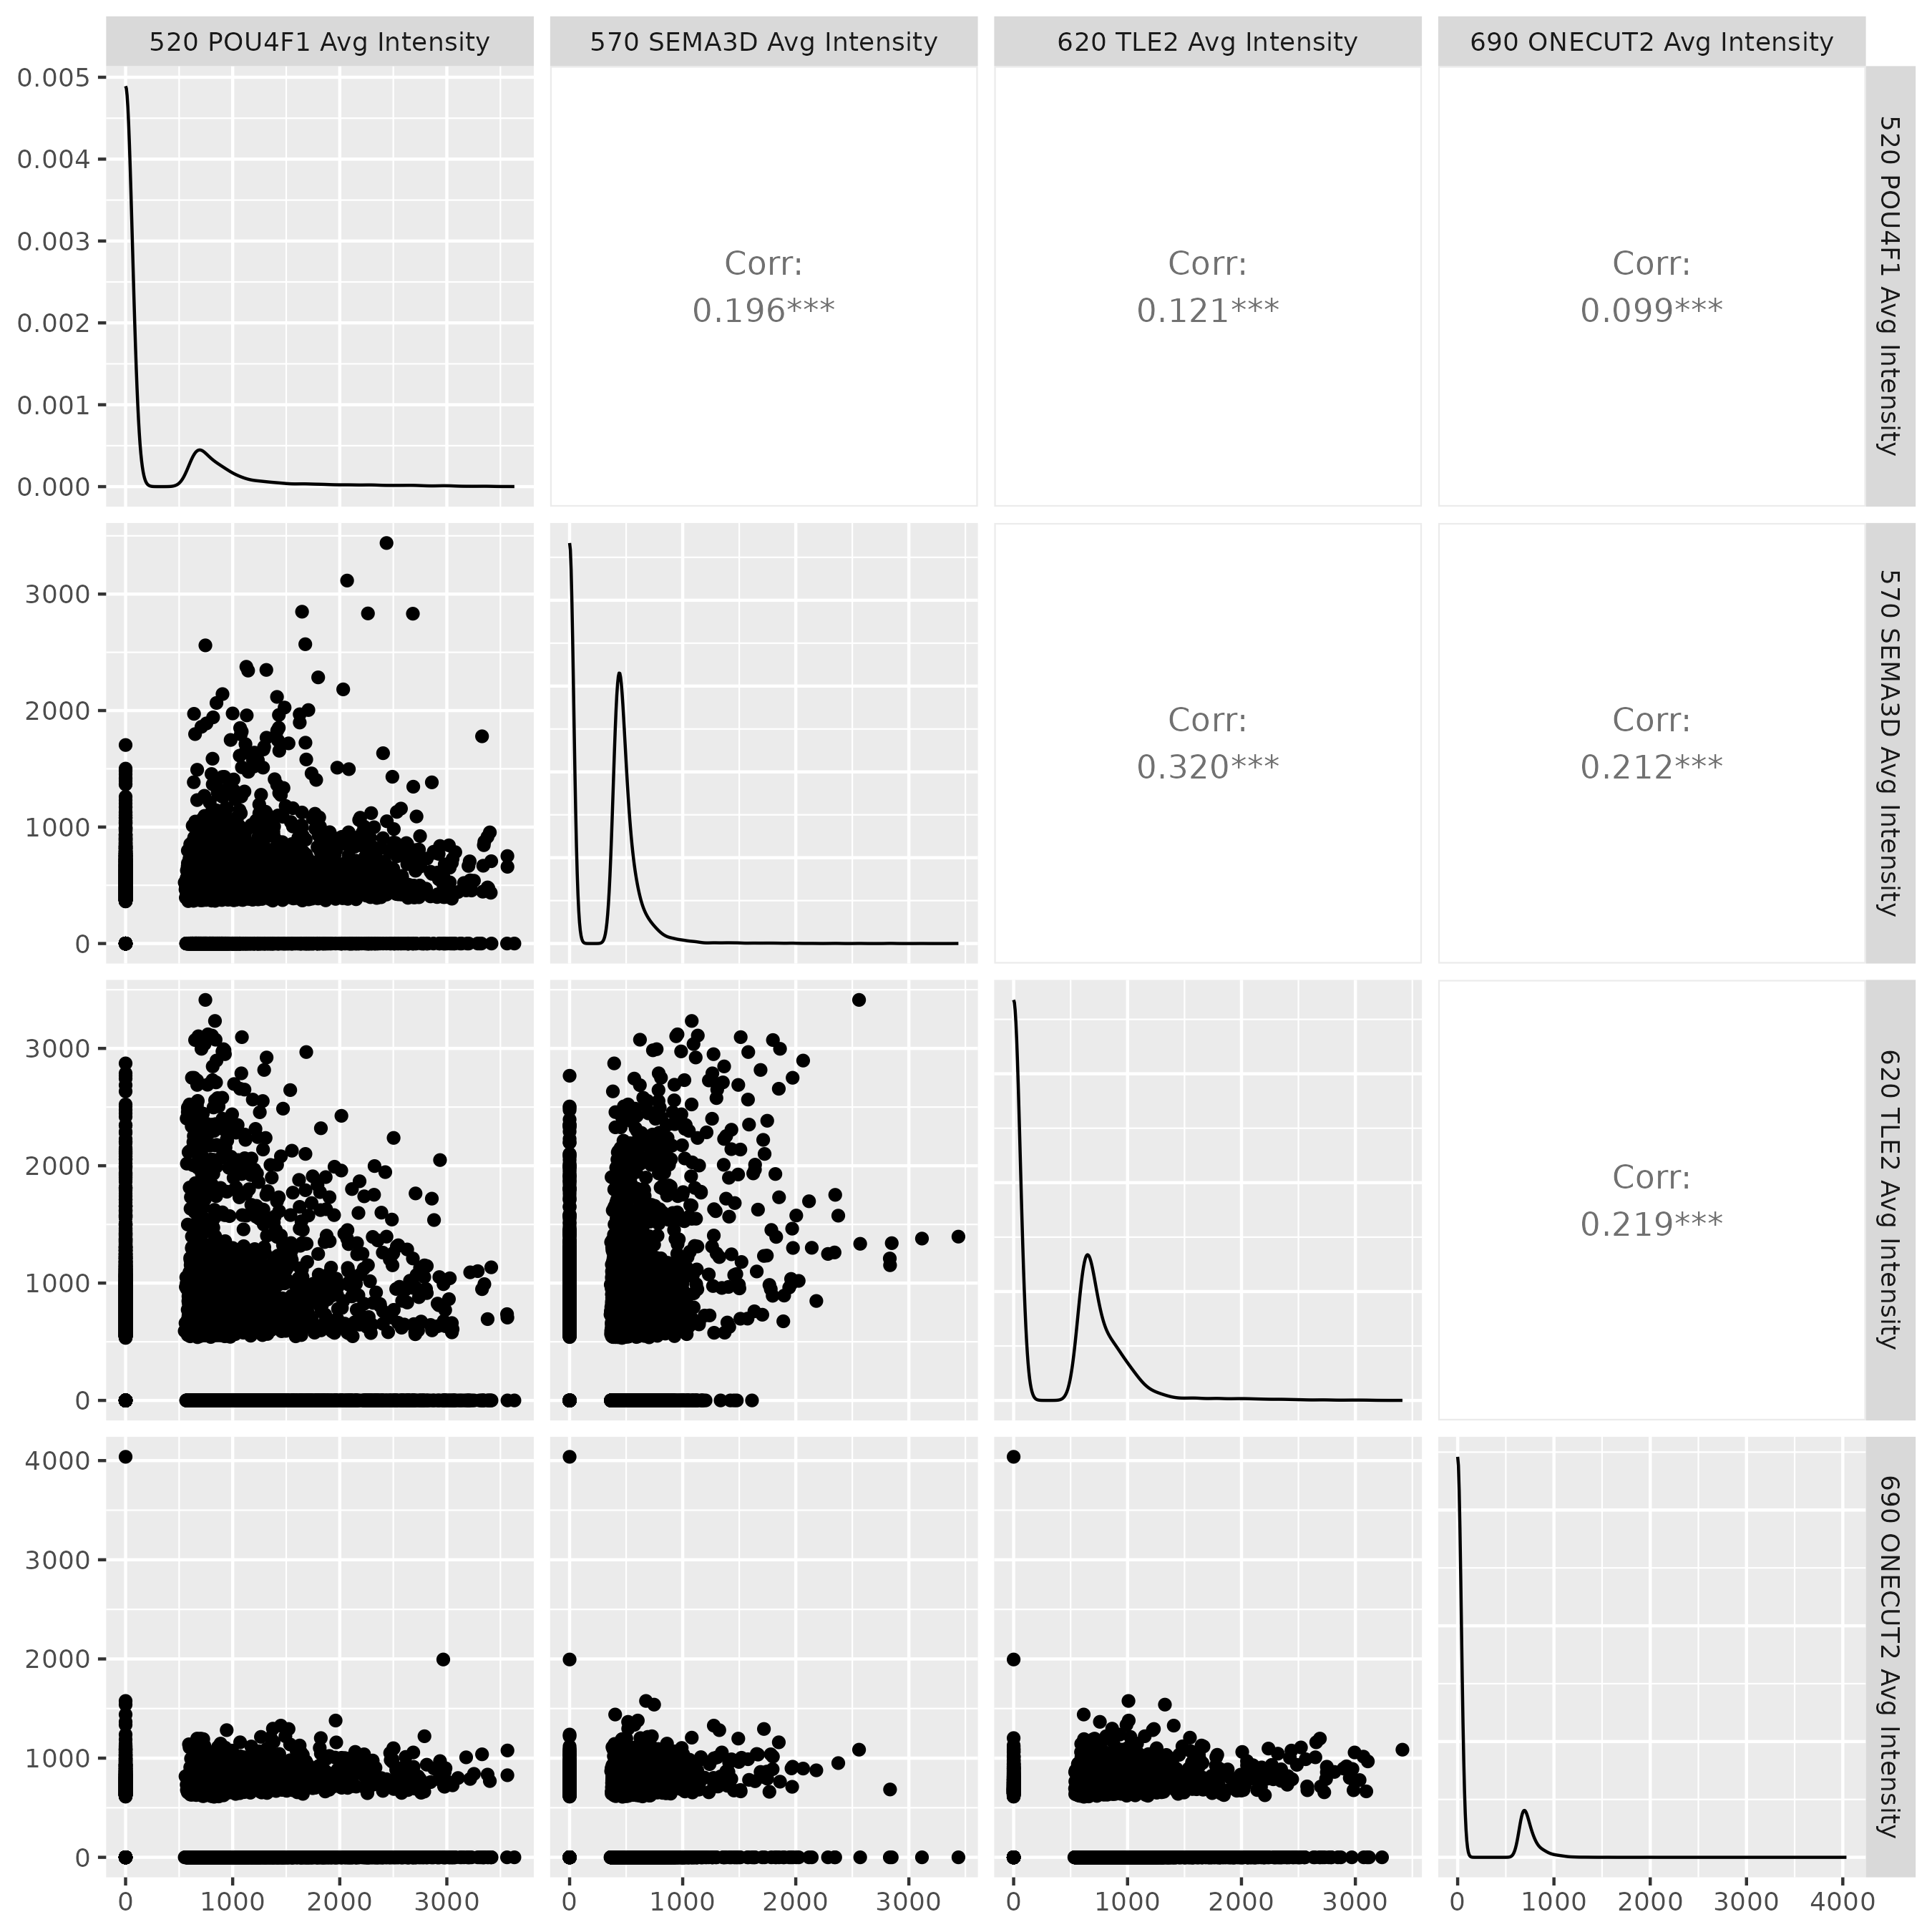 520 POU4F1 Avg Intensity
570 SEMA3D Avg Intensity
620 TLE2 Avg Intensity
690 ONECUT2 Avg Intensity
0.005
0.004
0.003
0.002
0.001
0.000
Corr:
0.196***
Corr:
0.121***
Corr:
0.099***
520 POU4F1 Avg Intensity
3000
2000
1000
0
Corr:
0.320***
Corr:
0.212***
570 SEMA3D Avg Intensity
3000
2000
1000
0
Corr:
0.219***
620 TLE2 Avg Intensity
4000
3000
2000
1000
0
690 ONECUT2 Avg Intensity
0 1000 2000 3000
0 1000 2000 3000
0 1000 2000 3000
0 1000 2000 3000 4000